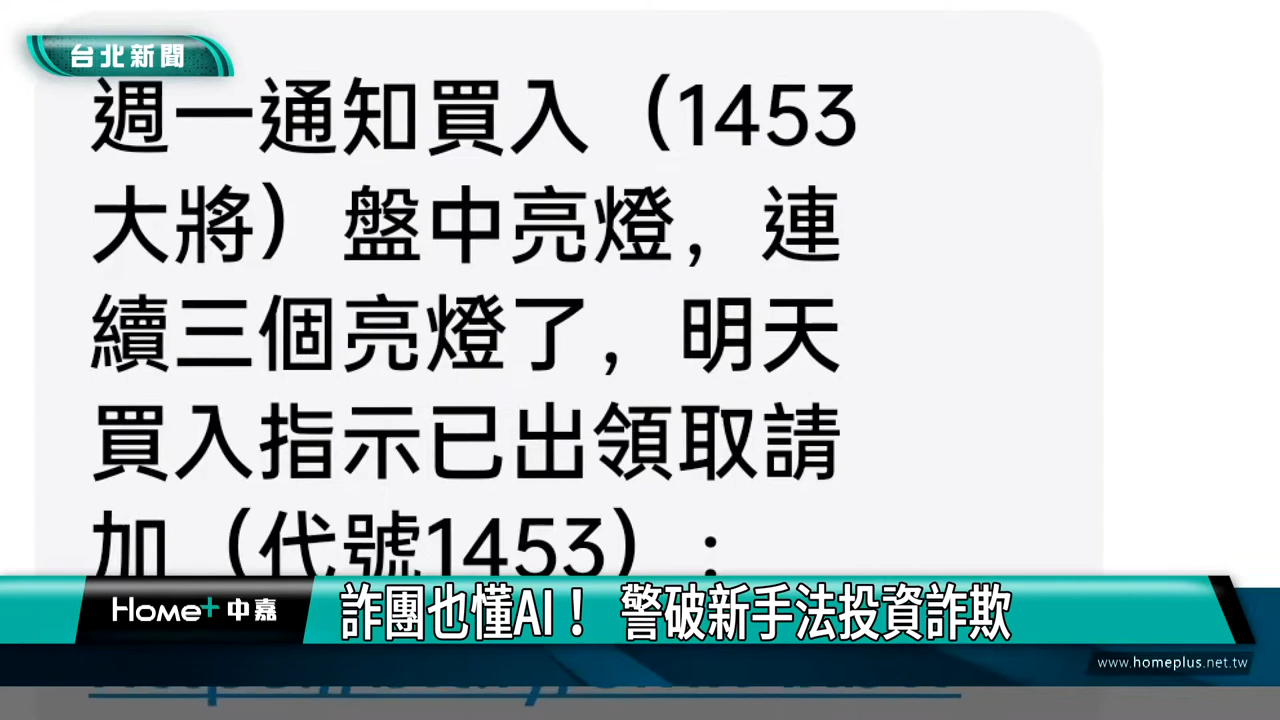 台北新聞
週一通知買入（1453
大將）盤中亮燈，連
續三個亮燈了，明天
買入指示已出領取請
加（代號1453）：
Home+中嘉
詐團也懂AI！ 警破新手法投資詐欺
www.homeplus.net.tw